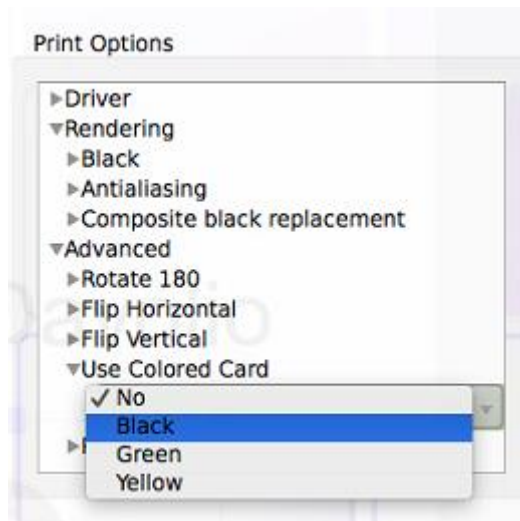 Print Options
Driver
Rendering
Black
Antialiasing
Composite black replacement
Advanced
Rotate 180
Flip Horizontal
Flip Vertical
Use Colored Card
✓ No
Black
Green
Yellow